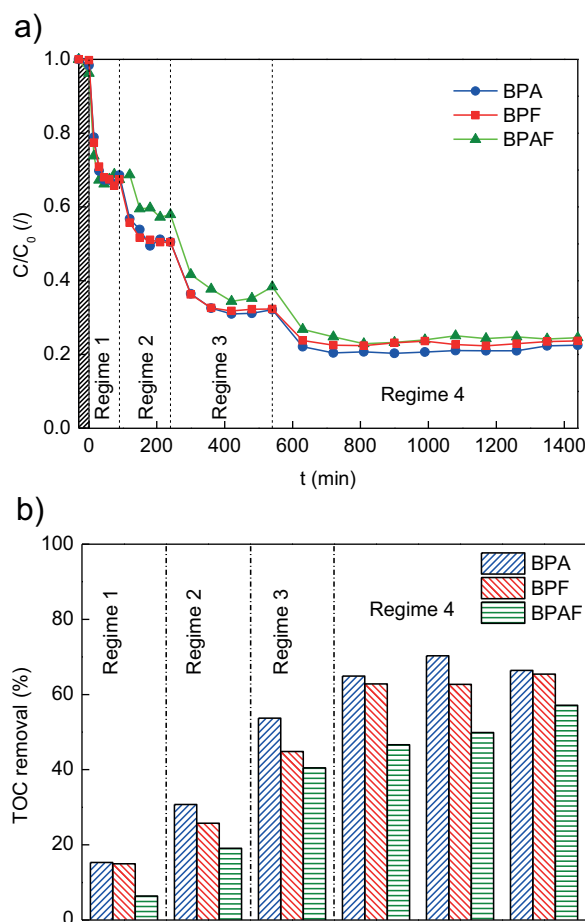 a)
1.0
0.8
0.6
0.4
0.2
0.0
C/C₀ (/)
BPA
BPF
BPAF
Regime 1
Regime 2
Regime 3
Regime 4
0 200 400 600 800 1000 1200 1400
t (min)
b)
100
80
60
40
20
0
TOC removal (%)
Regime 1
Regime 2
Regime 3
Regime 4
BPA
BPF
BPAF